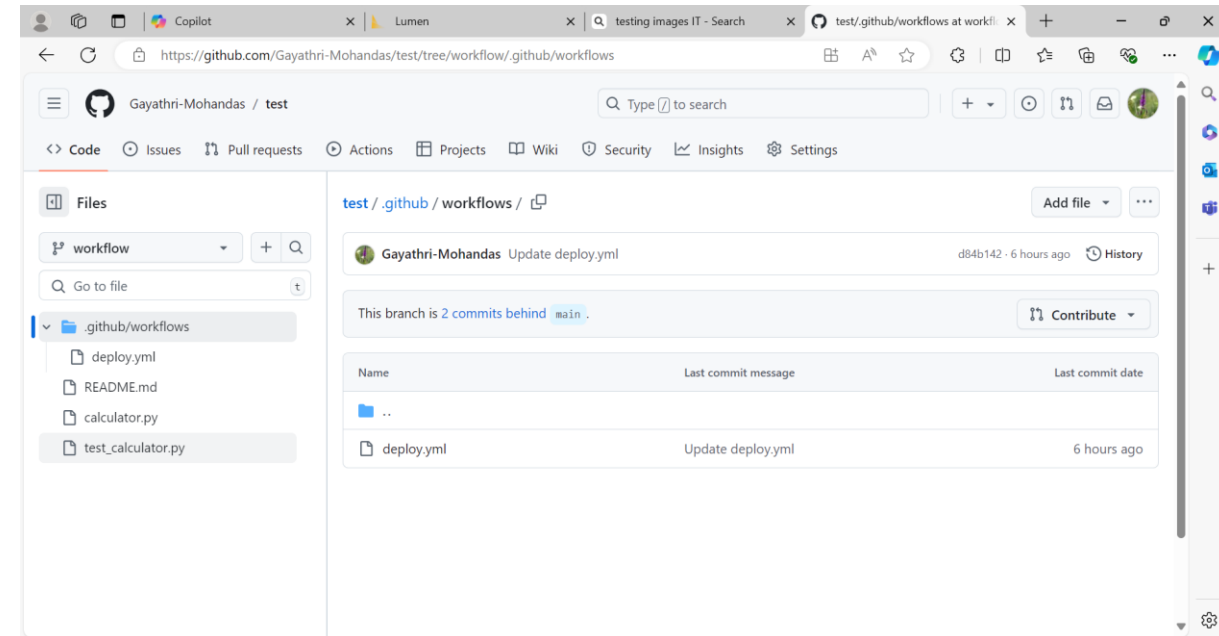 Copilot
Lumen
testing images IT - Search
test/.github/workflows at workfl
https://github.com/Gayathri-Mohandas/test/tree/workflow/.github/workflows
Gayathri-Mohandas / test
Type / to search
Code Issues Pull requests Actions Projects Wiki Security Insights Settings
Files
workflow
Go to file t
.github/workflows
deploy.yml
README.md
calculator.py
test_calculator.py
test / .github / workflows /
Add file
Gayathri-Mohandas Update deploy.yml d84b142 · 6 hours ago History
This branch is 2 commits behind main .
Contribute
Name Last commit message Last commit date
..
deploy.yml Update deploy.yml 6 hours ago